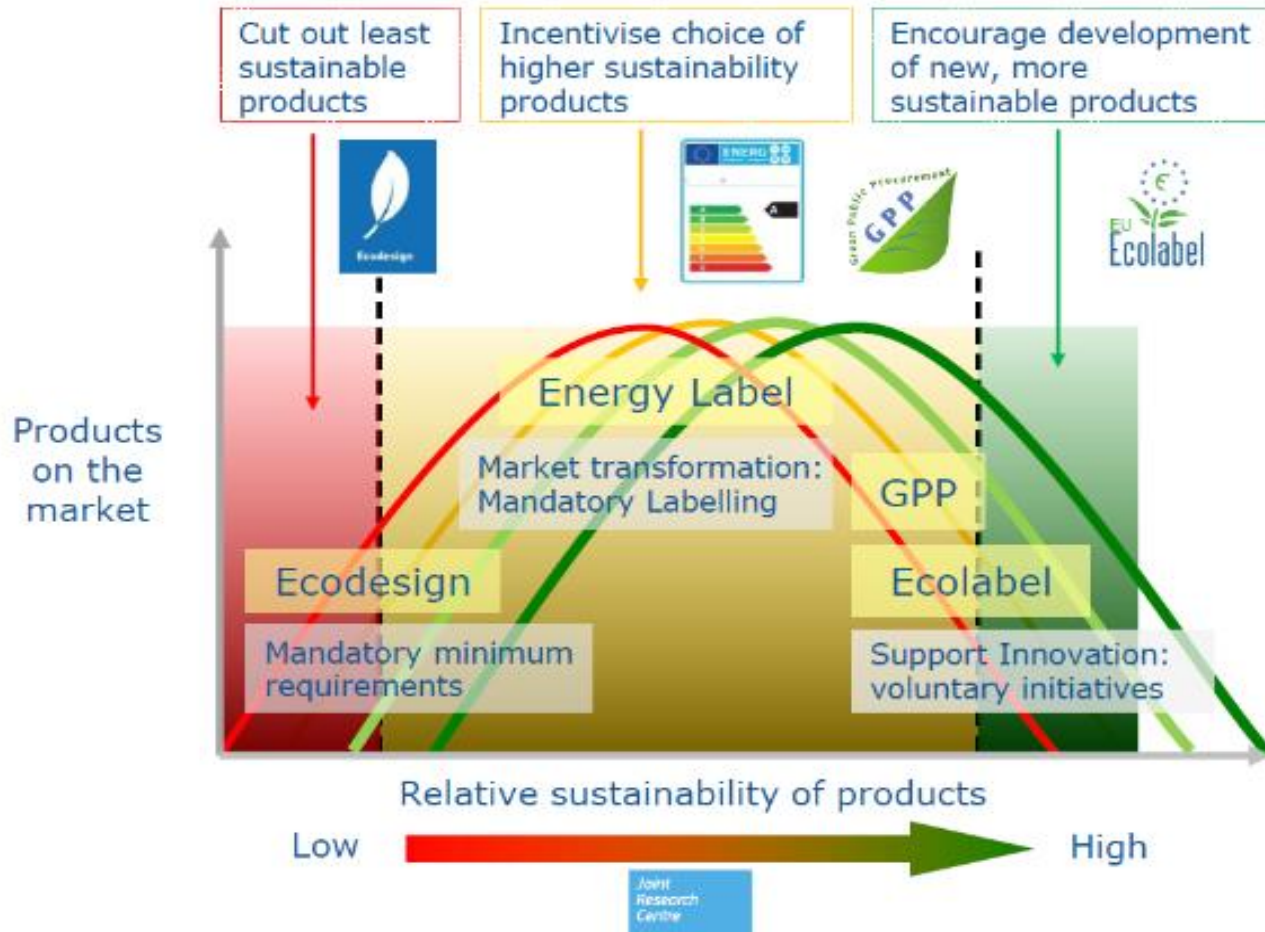 Cut out least
sustainable
products
Incentivise choice of
higher sustainability
products
Encourage development
of new, more
sustainable products
Ecodesign
ENERG
A
Green Public Procurement
GPP
EU
Ecolabel
Products
on the
market
Energy Label
Market transformation:
Mandatory Labelling
GPP
Ecodesign
Ecolabel
Mandatory minimum
requirements
Support Innovation:
voluntary initiatives
Relative sustainability of products
Low
High
Joint
Research
Centre